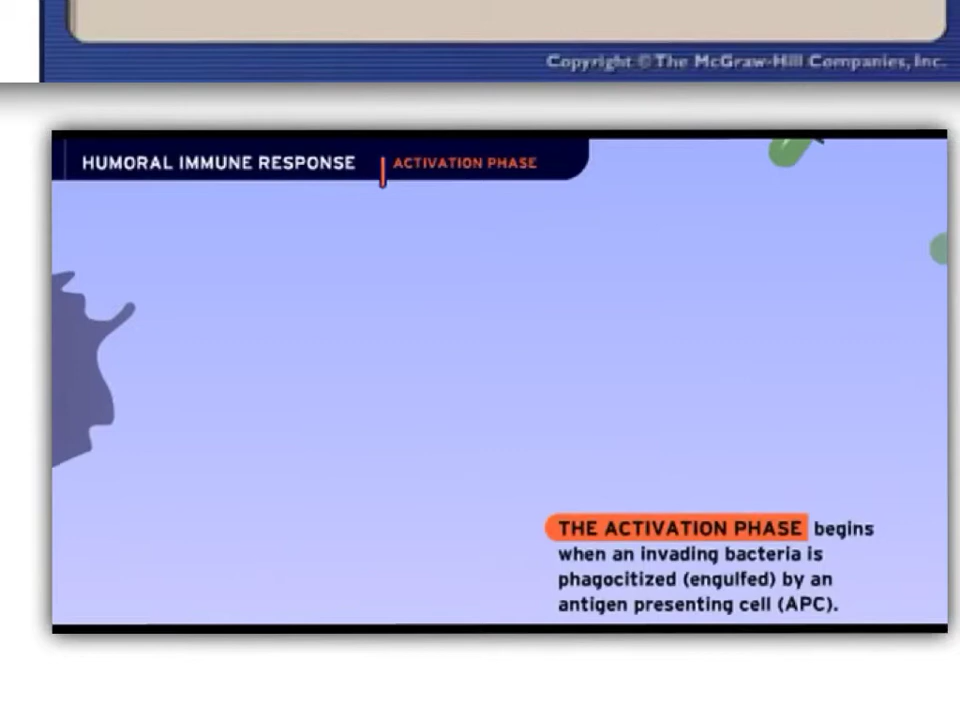 Copyright © The McGraw-Hill Companies, Inc.
HUMORAL IMMUNE RESPONSE ACTIVATION PHASE
THE ACTIVATION PHASE begins
when an invading bacteria is
phagocitized (engulfed) by an
antigen presenting cell (APC).